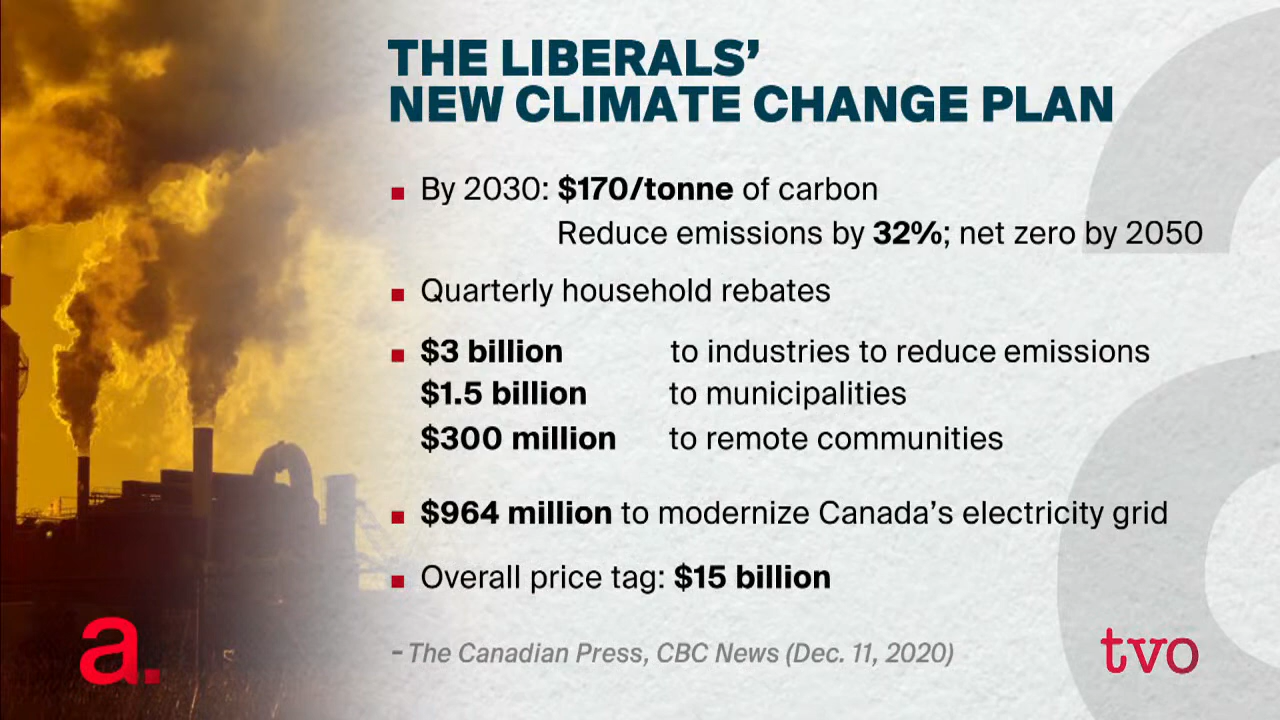 THE LIBERALS’
NEW CLIMATE CHANGE PLAN
By 2030: $170/tonne of carbon
Reduce emissions by 32%; net zero by 2050
Quarterly household rebates
$3 billion to industries to reduce emissions
$1.5 billion to municipalities
$300 million to remote communities
$964 million to modernize Canada’s electricity grid
Overall price tag: $15 billion
– The Canadian Press, CBC News (Dec. 11, 2020)
a.
tvo